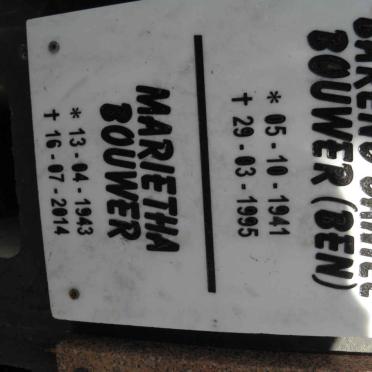 BOUWER (BEN)
* 05-10-1941
† 29-03-1995
MARIETHA
BOUWER
* 13-04-1943
† 16-07-2014